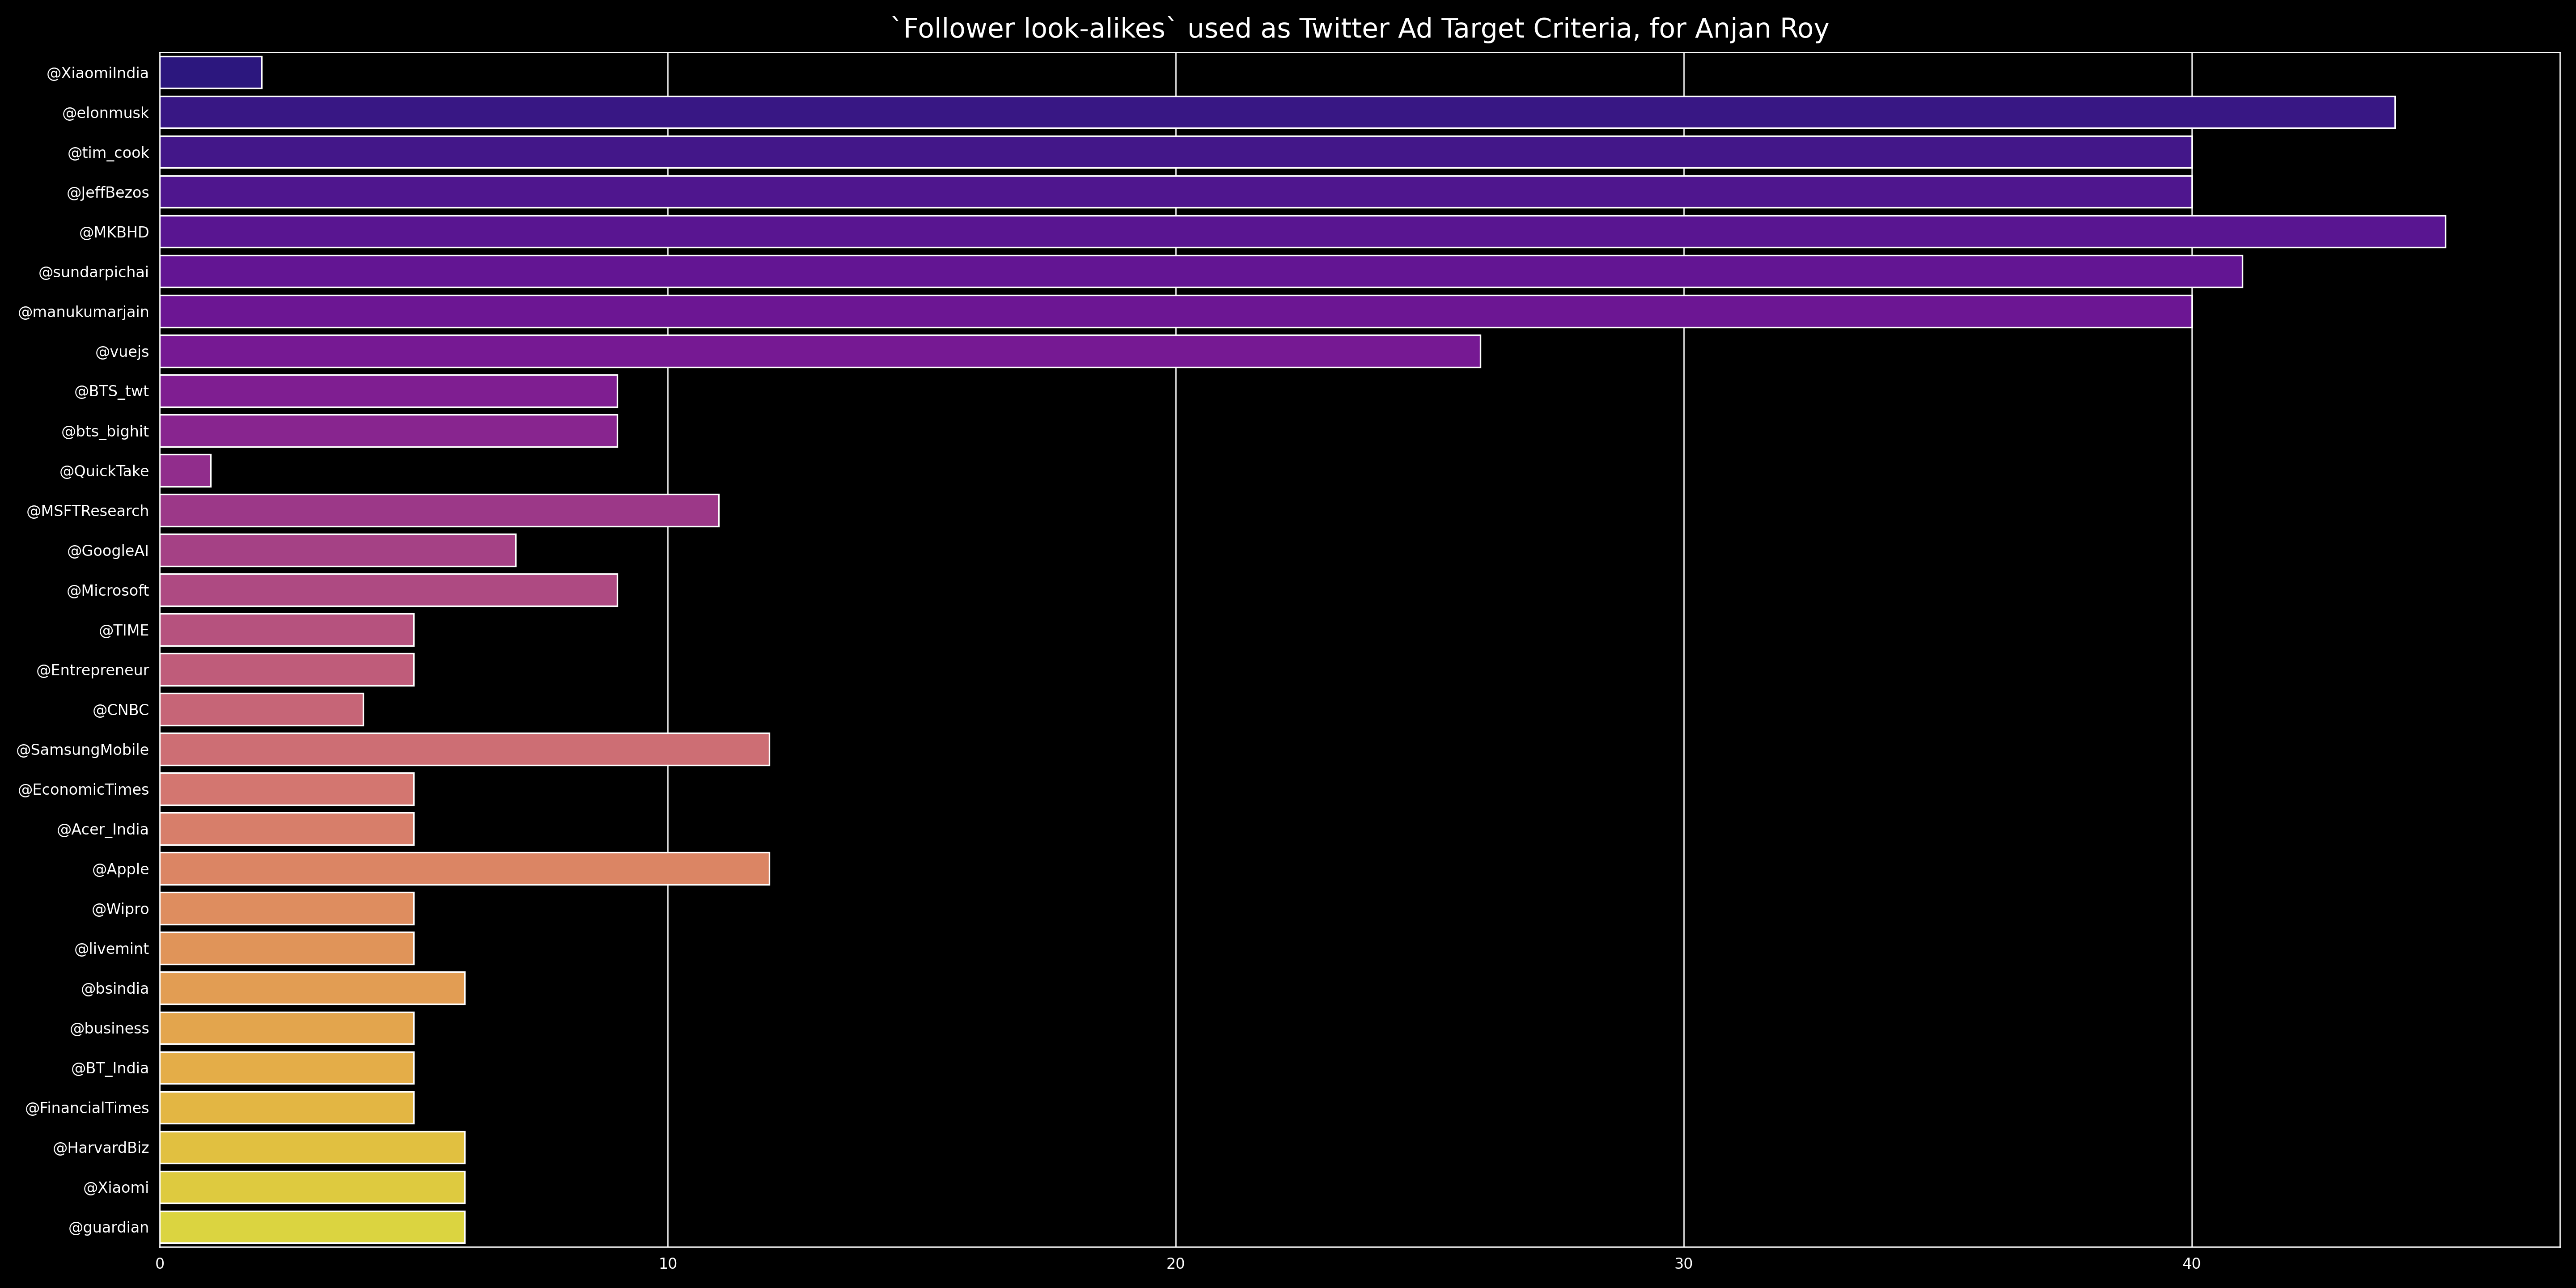 `Follower look-alikes` used as Twitter Ad Target Criteria, for Anjan Roy
@XiaomiIndia
@elonmusk
@tim_cook
@JeffBezos
@MKBHD
@sundarpichai
@manukumarjain
@vuejs
@BTS_twt
@bts_bighit
@QuickTake
@MSFTResearch
@GoogleAI
@Microsoft
@TIME
@Entrepreneur
@CNBC
@SamsungMobile
@EconomicTimes
@Acer_India
@Apple
@Wipro
@livemint
@bsindia
@business
@BT_India
@FinancialTimes
@HarvardBiz
@Xiaomi
@guardian
0 10 20 30 40